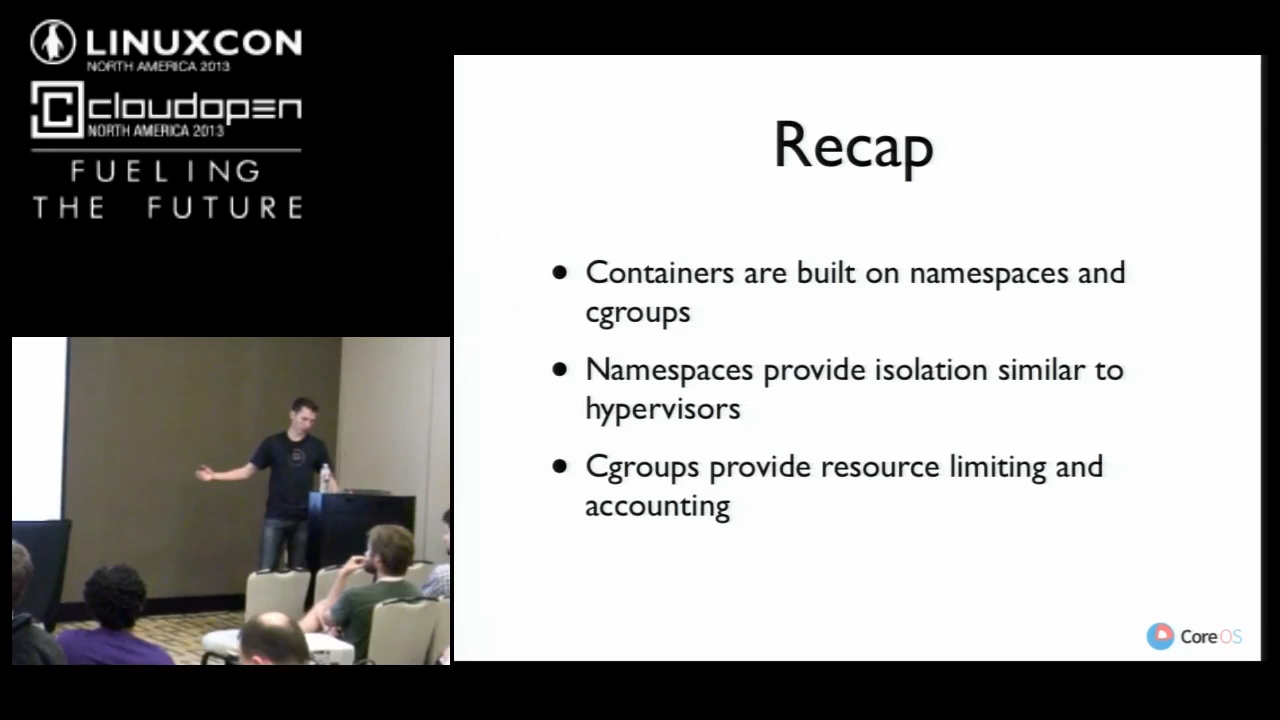 LINUXCON
NORTH AMERICA 2013
cloudopen
NORTH AMERICA 2013
FUELING
THE FUTURE
Recap
• Containers are built on namespaces and
cgroups
• Namespaces provide isolation similar to
hypervisors
• Cgroups provide resource limiting and
accounting
CoreOS